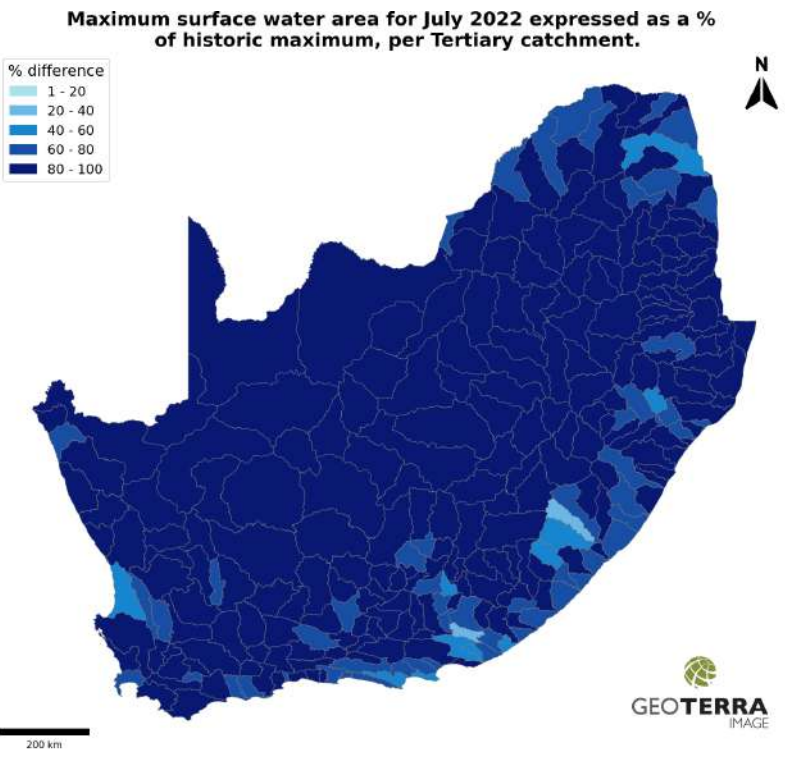 Maximum surface water area for July 2022 expressed as a %
of historic maximum, per Tertiary catchment.
N
% difference
1 - 20
20 - 40
40 - 60
60 - 80
80 - 100
GEOTERRA
IMAGE
200 km